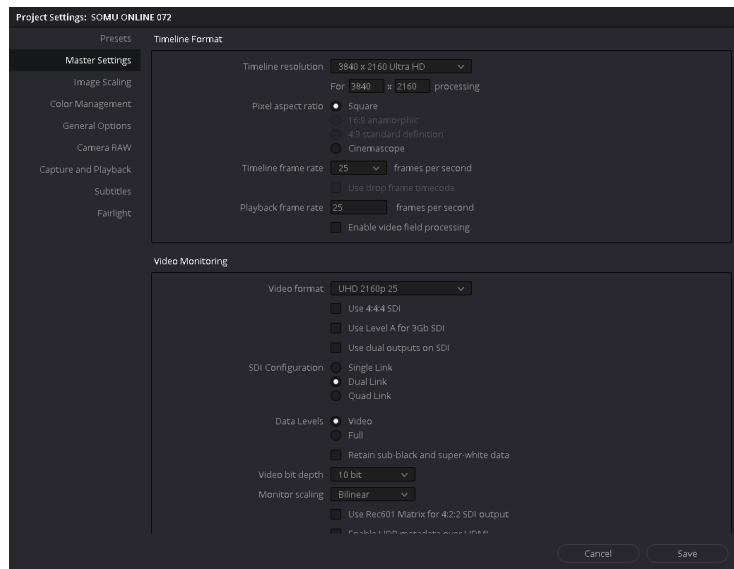 Project Settings: SOMU ONLINE 072
Presets
Master Settings
Image Scaling
Color Management
General Options
Camera RAW
Capture and Playback
Subtitles
Fairlight
Timeline Format
Timeline resolution 3840 x 2160 Ultra HD
For 3840 x 2160 processing
Pixel aspect ratio Square
16:9 anamorphic
4:3 standard definition
Cinemascope
Timeline frame rate 25 frames per second
Use drop frame timecode
Playback frame rate 25 frames per second
Enable video field processing
Video Monitoring
Video format UHD 2160p 25
Use 4:4:4 SDI
Use Level A for 3Gb SDI
Use dual outputs on SDI
SDI Configuration Single Link
Dual Link
Quad Link
Data Levels Video
Full
Retain sub-black and super-white data
Video bit depth 10 bit
Monitor scaling Bilinear
Use Rec601 Matrix for 4:2:2 SDI output
Enable HDR metadata over HDMI
Cancel Save